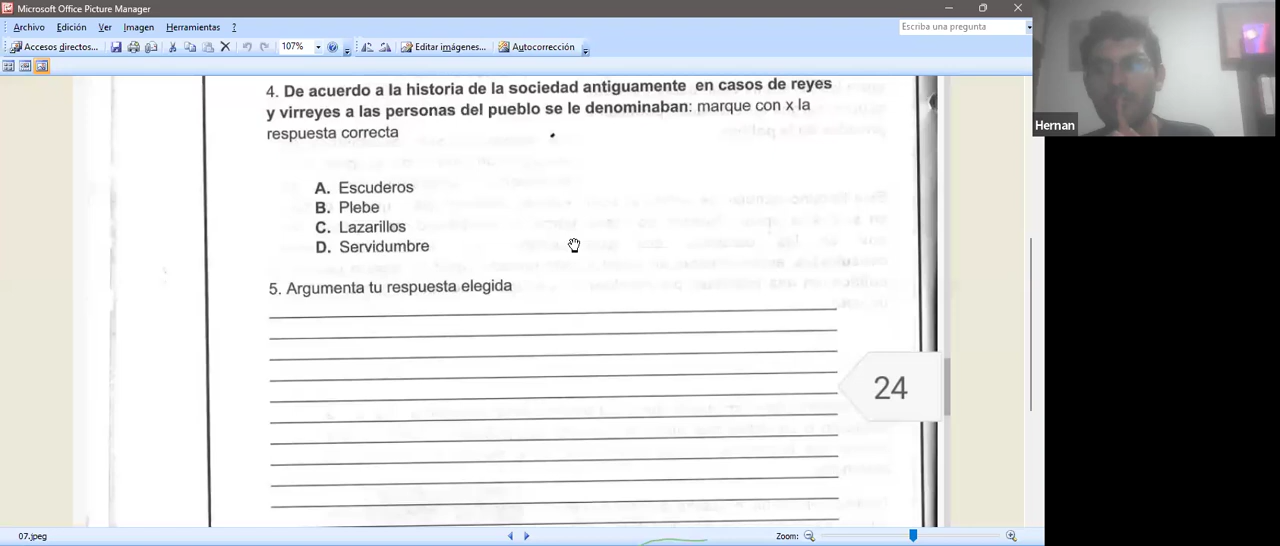 Microsoft Office Picture Manager
Archivo Edición Ver Imagen Herramientas ?
Escriba una pregunta
Accesos directos... 107% Editar imágenes... Autocorrección
4. De acuerdo a la historia de la sociedad antiguamente en casos de reyes
y virreyes a las personas del pueblo se le denominaban: marque con x la
respuesta correcta
A. Escuderos
B. Plebe
C. Lazarillos
D. Servidumbre
5. Argumenta tu respuesta elegida
24
07.jpeg
Zoom:
Hernan